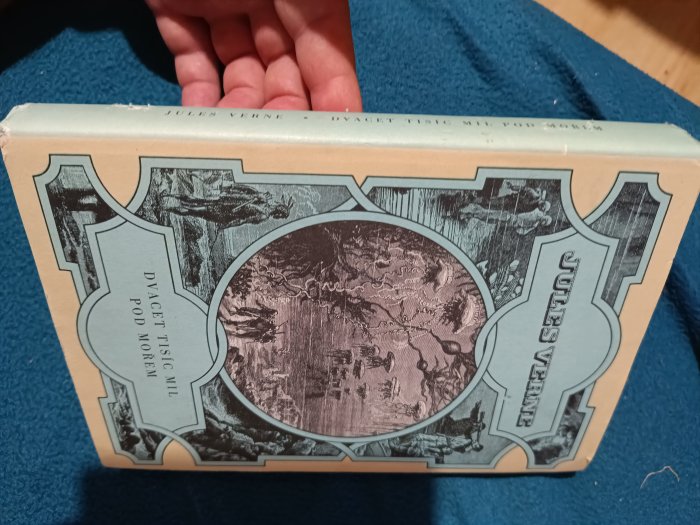 JULES VERNE • DVACET TISÍC MIL POD MOŘEM
JULES VERNE
DVACET TISÍC MIL
POD MOŘEM